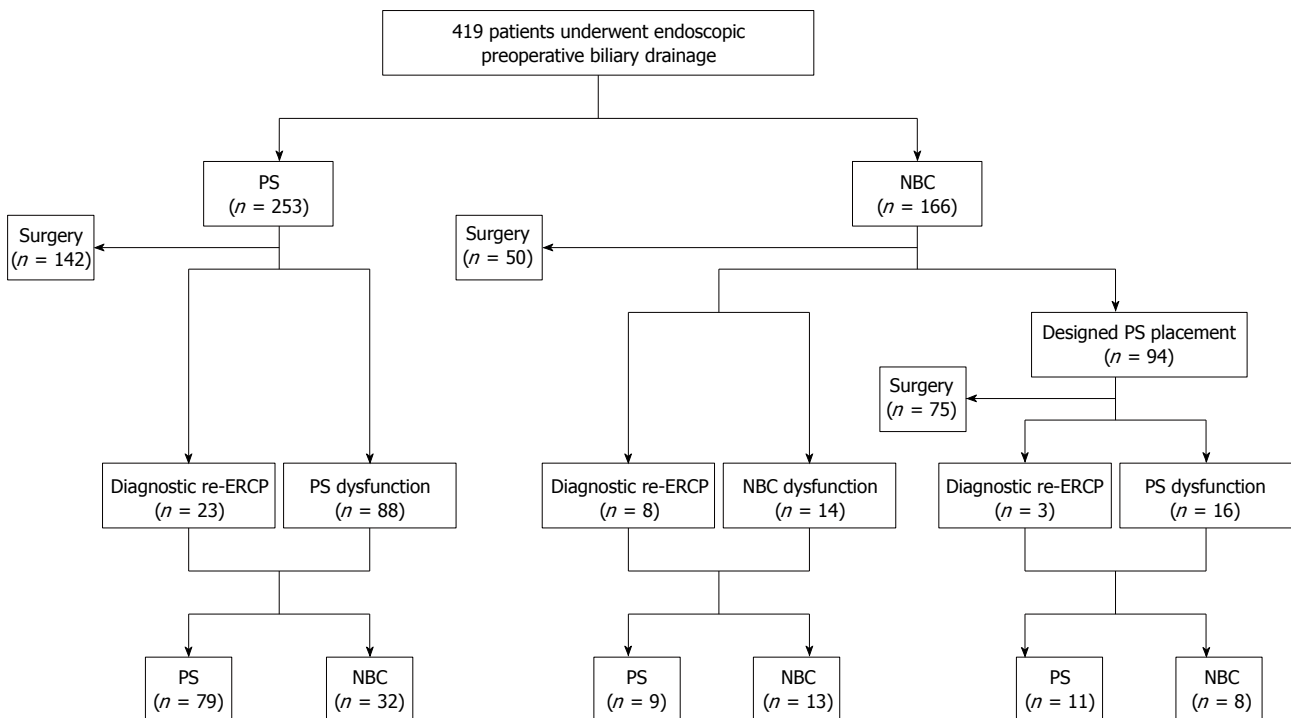 419 patients underwent endoscopic
preoperative biliary drainage
PS
(n = 253)
NBC
(n = 166)
Surgery
(n = 142)
Surgery
(n = 50)
Designed PS placement
(n = 94)
Surgery
(n = 75)
Diagnostic re-ERCP
(n = 23)
PS dysfunction
(n = 88)
Diagnostic re-ERCP
(n = 8)
NBC dysfunction
(n = 14)
Diagnostic re-ERCP
(n = 3)
PS dysfunction
(n = 16)
PS
(n = 79)
NBC
(n = 32)
PS
(n = 9)
NBC
(n = 13)
PS
(n = 11)
NBC
(n = 8)